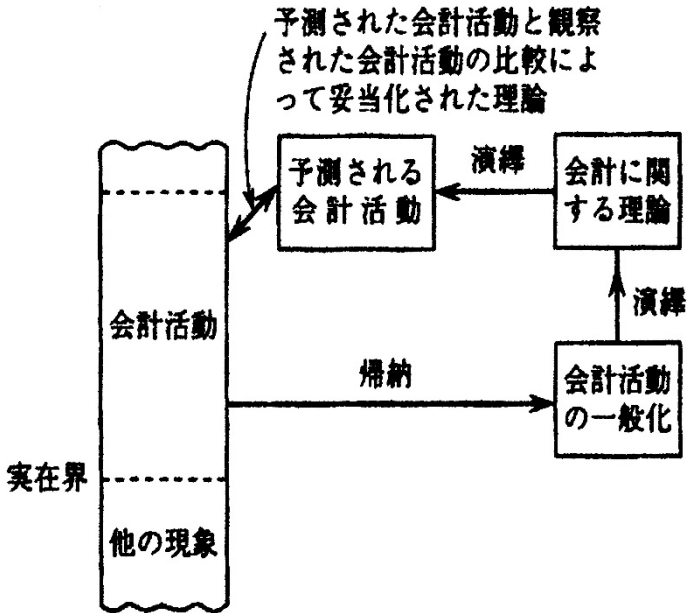 予測された会計活動と観察
された会計活動の比較によ
って妥当化された理論
予測される
会計活動
演繹
会計に関
する理論
演繹
会計活動
帰納
会計活動
の一般化
実在界
他の現象